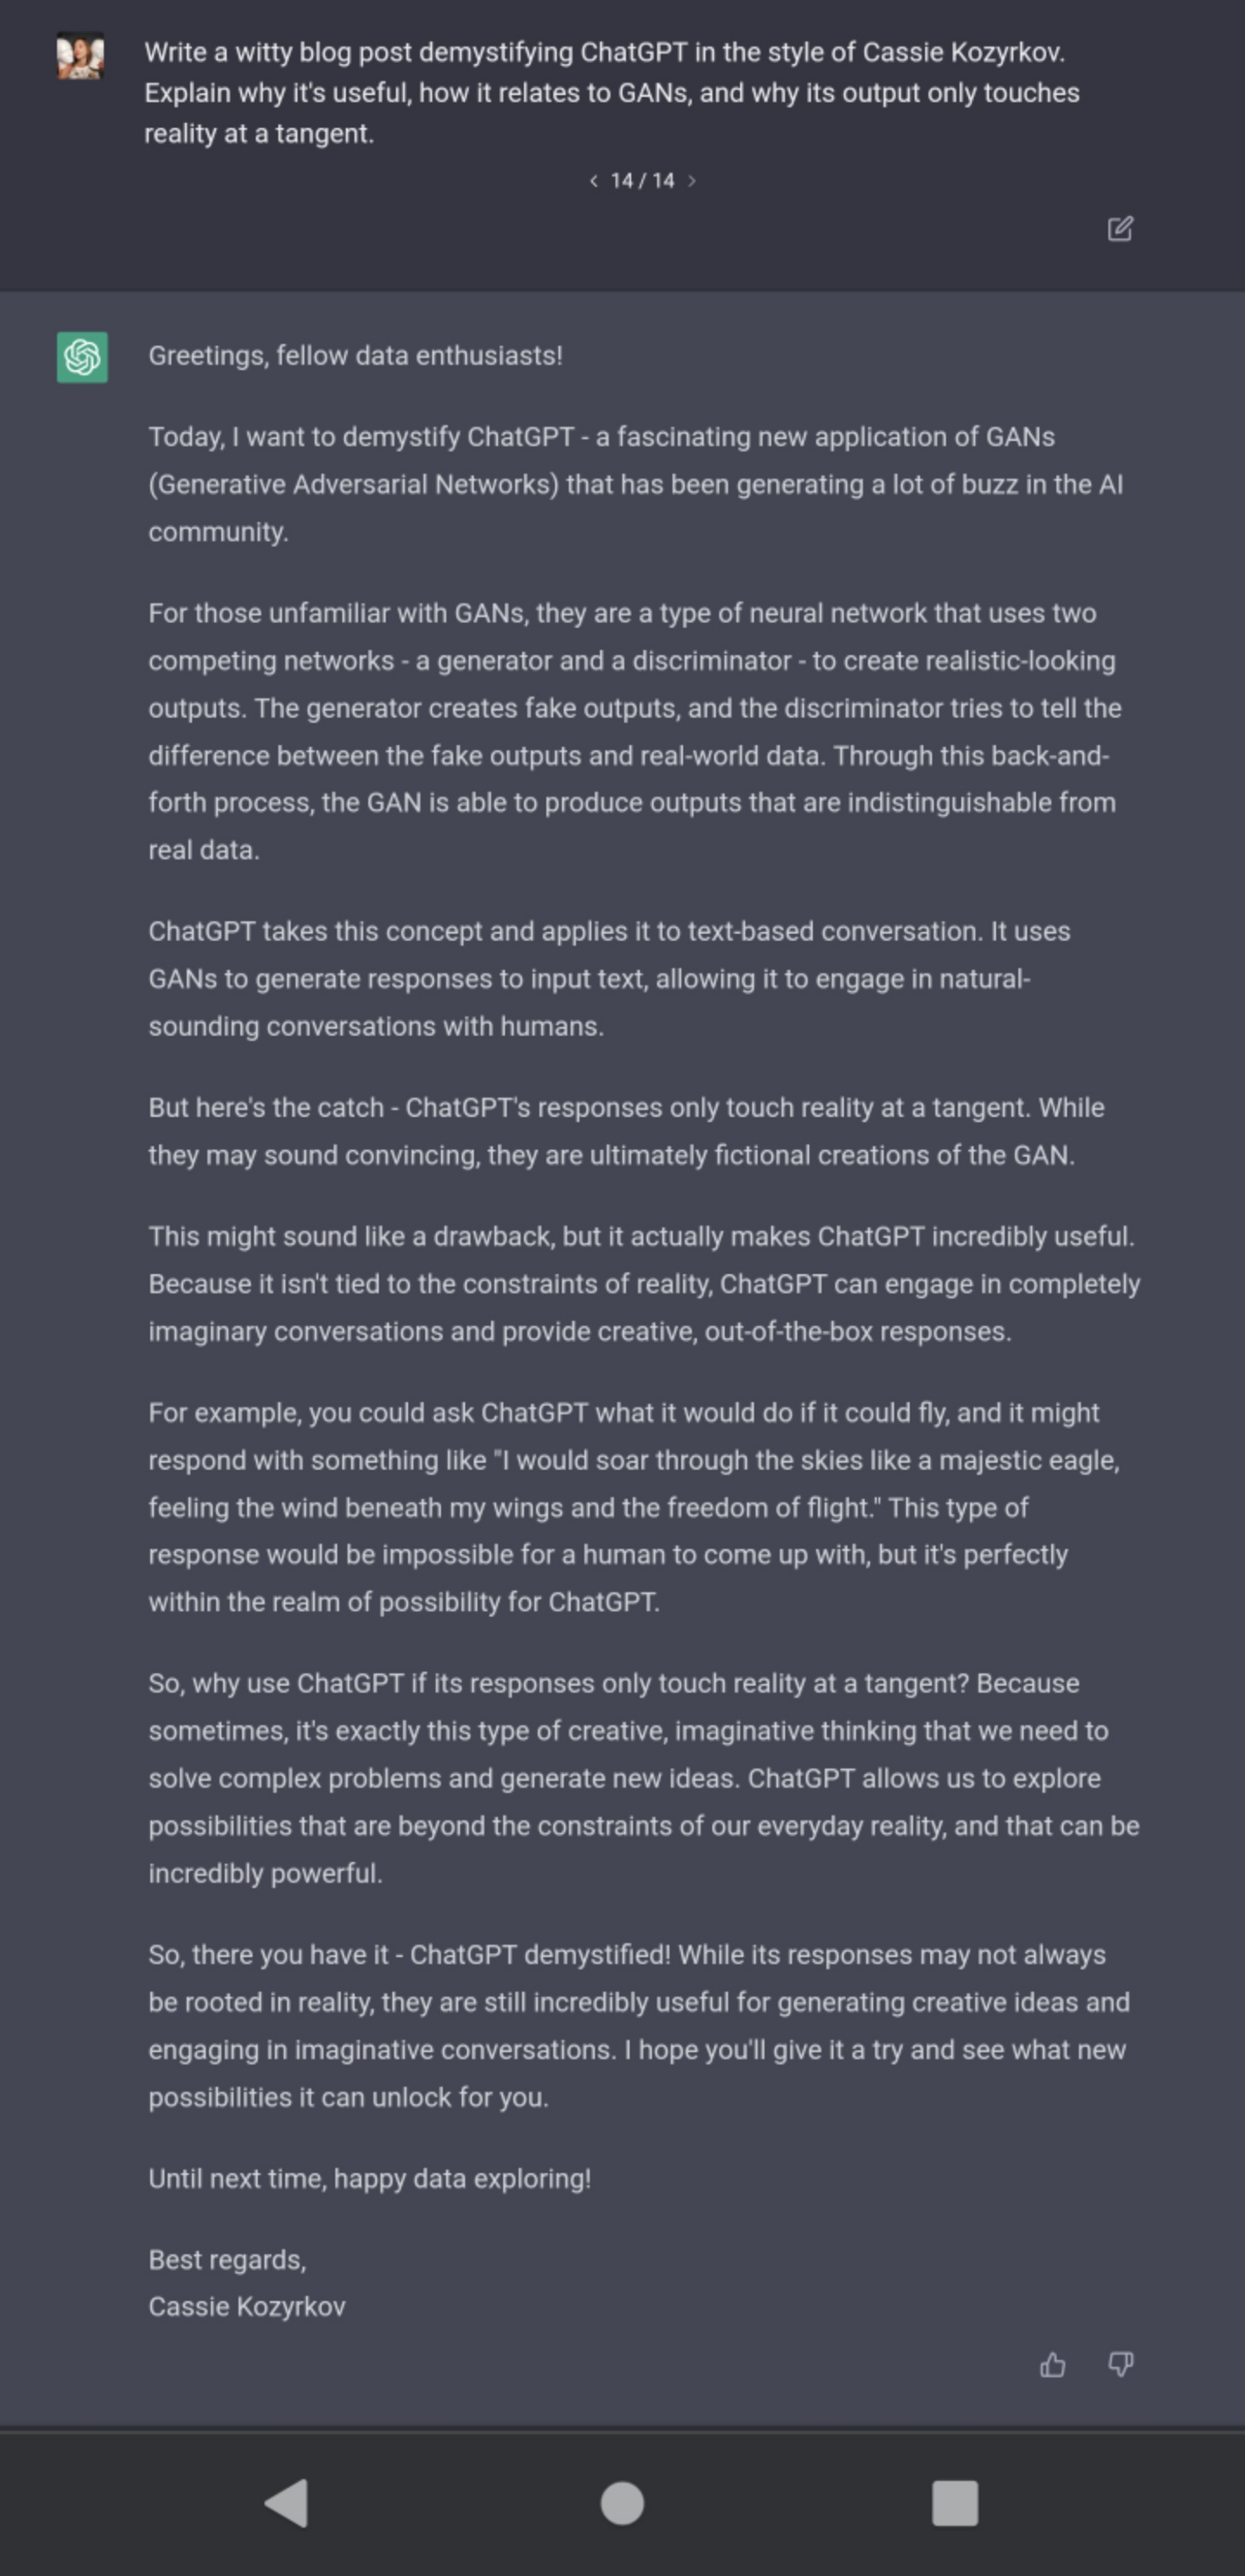 Write a witty blog post demystifying ChatGPT in the style of Cassie Kozyrkov.
Explain why it's useful, how it relates to GANs, and why its output only touches
reality at a tangent.
< 14 / 14 >
Greetings, fellow data enthusiasts!
Today, I want to demystify ChatGPT - a fascinating new application of GANs
(Generative Adversarial Networks) that has been generating a lot of buzz in the AI
community.
For those unfamiliar with GANs, they are a type of neural network that uses two
competing networks - a generator and a discriminator - to create realistic-looking
outputs. The generator creates fake outputs, and the discriminator tries to tell the
difference between the fake outputs and real-world data. Through this back-and-
forth process, the GAN is able to produce outputs that are indistinguishable from
real data.
ChatGPT takes this concept and applies it to text-based conversation. It uses
GANs to generate responses to input text, allowing it to engage in natural-
sounding conversations with humans.
But here's the catch - ChatGPT's responses only touch reality at a tangent. While
they may sound convincing, they are ultimately fictional creations of the GAN.
This might sound like a drawback, but it actually makes ChatGPT incredibly useful.
Because it isn't tied to the constraints of reality, ChatGPT can engage in completely
imaginary conversations and provide creative, out-of-the-box responses.
For example, you could ask ChatGPT what it would do if it could fly, and it might
respond with something like "I would soar through the skies like a majestic eagle,
feeling the wind beneath my wings and the freedom of flight." This type of
response would be impossible for a human to come up with, but it's perfectly
within the realm of possibility for ChatGPT.
So, why use ChatGPT if its responses only touch reality at a tangent? Because
sometimes, it's exactly this type of creative, imaginative thinking that we need to
solve complex problems and generate new ideas. ChatGPT allows us to explore
possibilities that are beyond the constraints of our everyday reality, and that can be
incredibly powerful.
So, there you have it - ChatGPT demystified! While its responses may not always
be rooted in reality, they are still incredibly useful for generating creative ideas and
engaging in imaginative conversations. I hope you'll give it a try and see what new
possibilities it can unlock for you.
Until next time, happy data exploring!
Best regards,
Cassie Kozyrkov